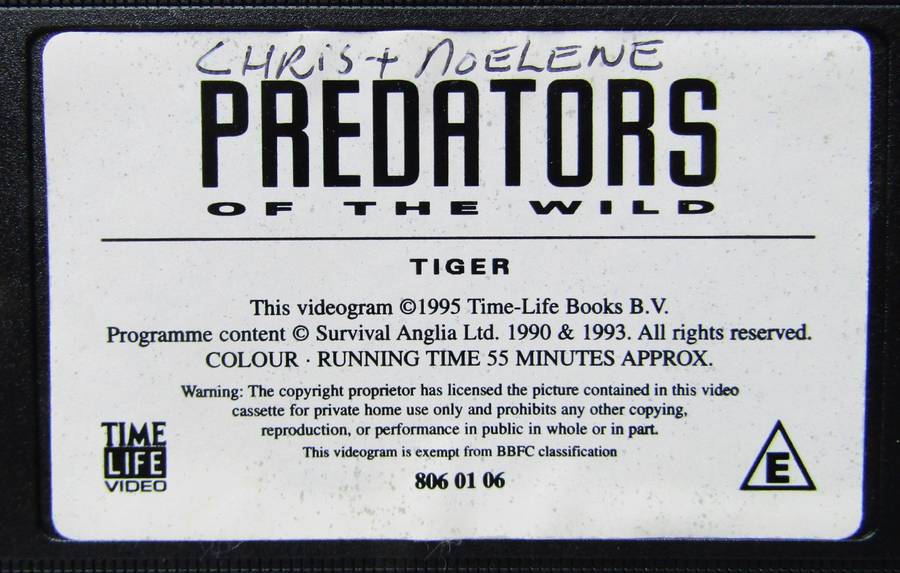 CHRIS + NOELENE
PREDATORS
OF THE WILD
TIGER
This videogram ©1995 Time-Life Books B.V.
Programme content © Survival Anglia Ltd. 1990 & 1993. All rights reserved.
COLOUR · RUNNING TIME 55 MINUTES APPROX.
Warning: The copyright proprietor has licensed the picture contained in this video
cassette for private home use only and prohibits any other copying,
reproduction, or performance in public in whole or in part.
This videogram is exempt from BBFC classification
806 01 06
TIME
LIFE
VIDEO
E